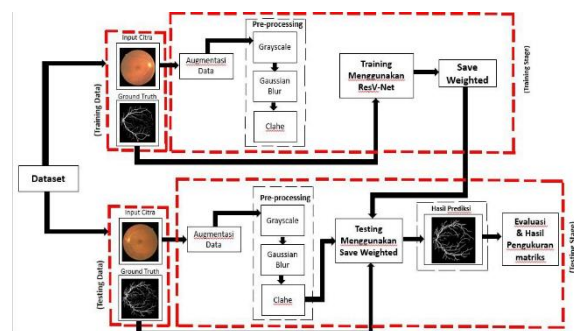 Dataset
Input Citra
Ground Truth
(Training Data)
Augmentasi
Data
Pre-processing
Grayscale
Gaussian
Blur
Clahe
Training
Menggunakan
ResV-Net
Save
Weighted
(Training Stage)
Input Citra
Ground Truth
(Testing Data)
Augmentasi
Data
Pre-processing
Grayscale
Gaussian
Blur
Clahe
Testing
Menggunakan
Save Weighted
Hasil Prediksi
Evaluasi
& Hasil
Pengukuran
matriks
(Testing Stage)